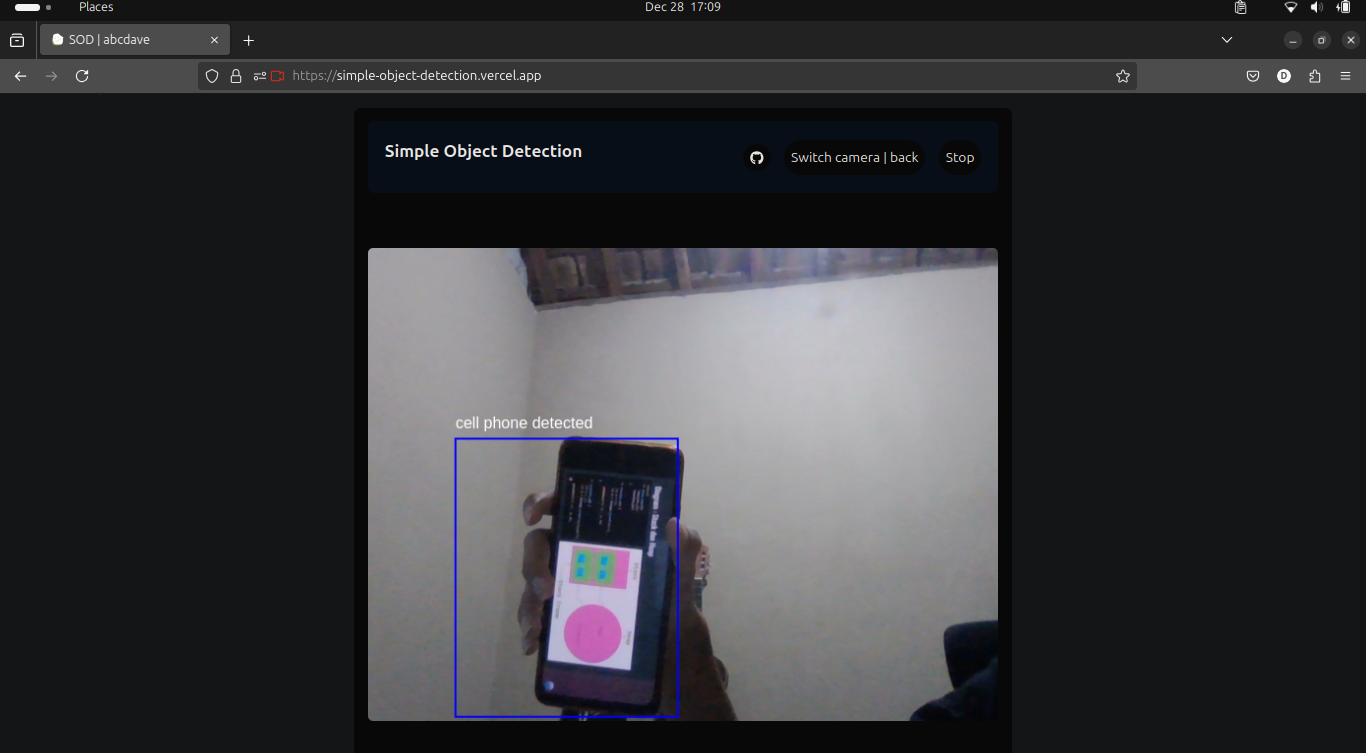 Places
Dec 28 17:09
SOD | abcdave
https://simple-object-detection.vercel.app
D
Simple Object Detection
Switch camera | back
Stop
cell phone detected